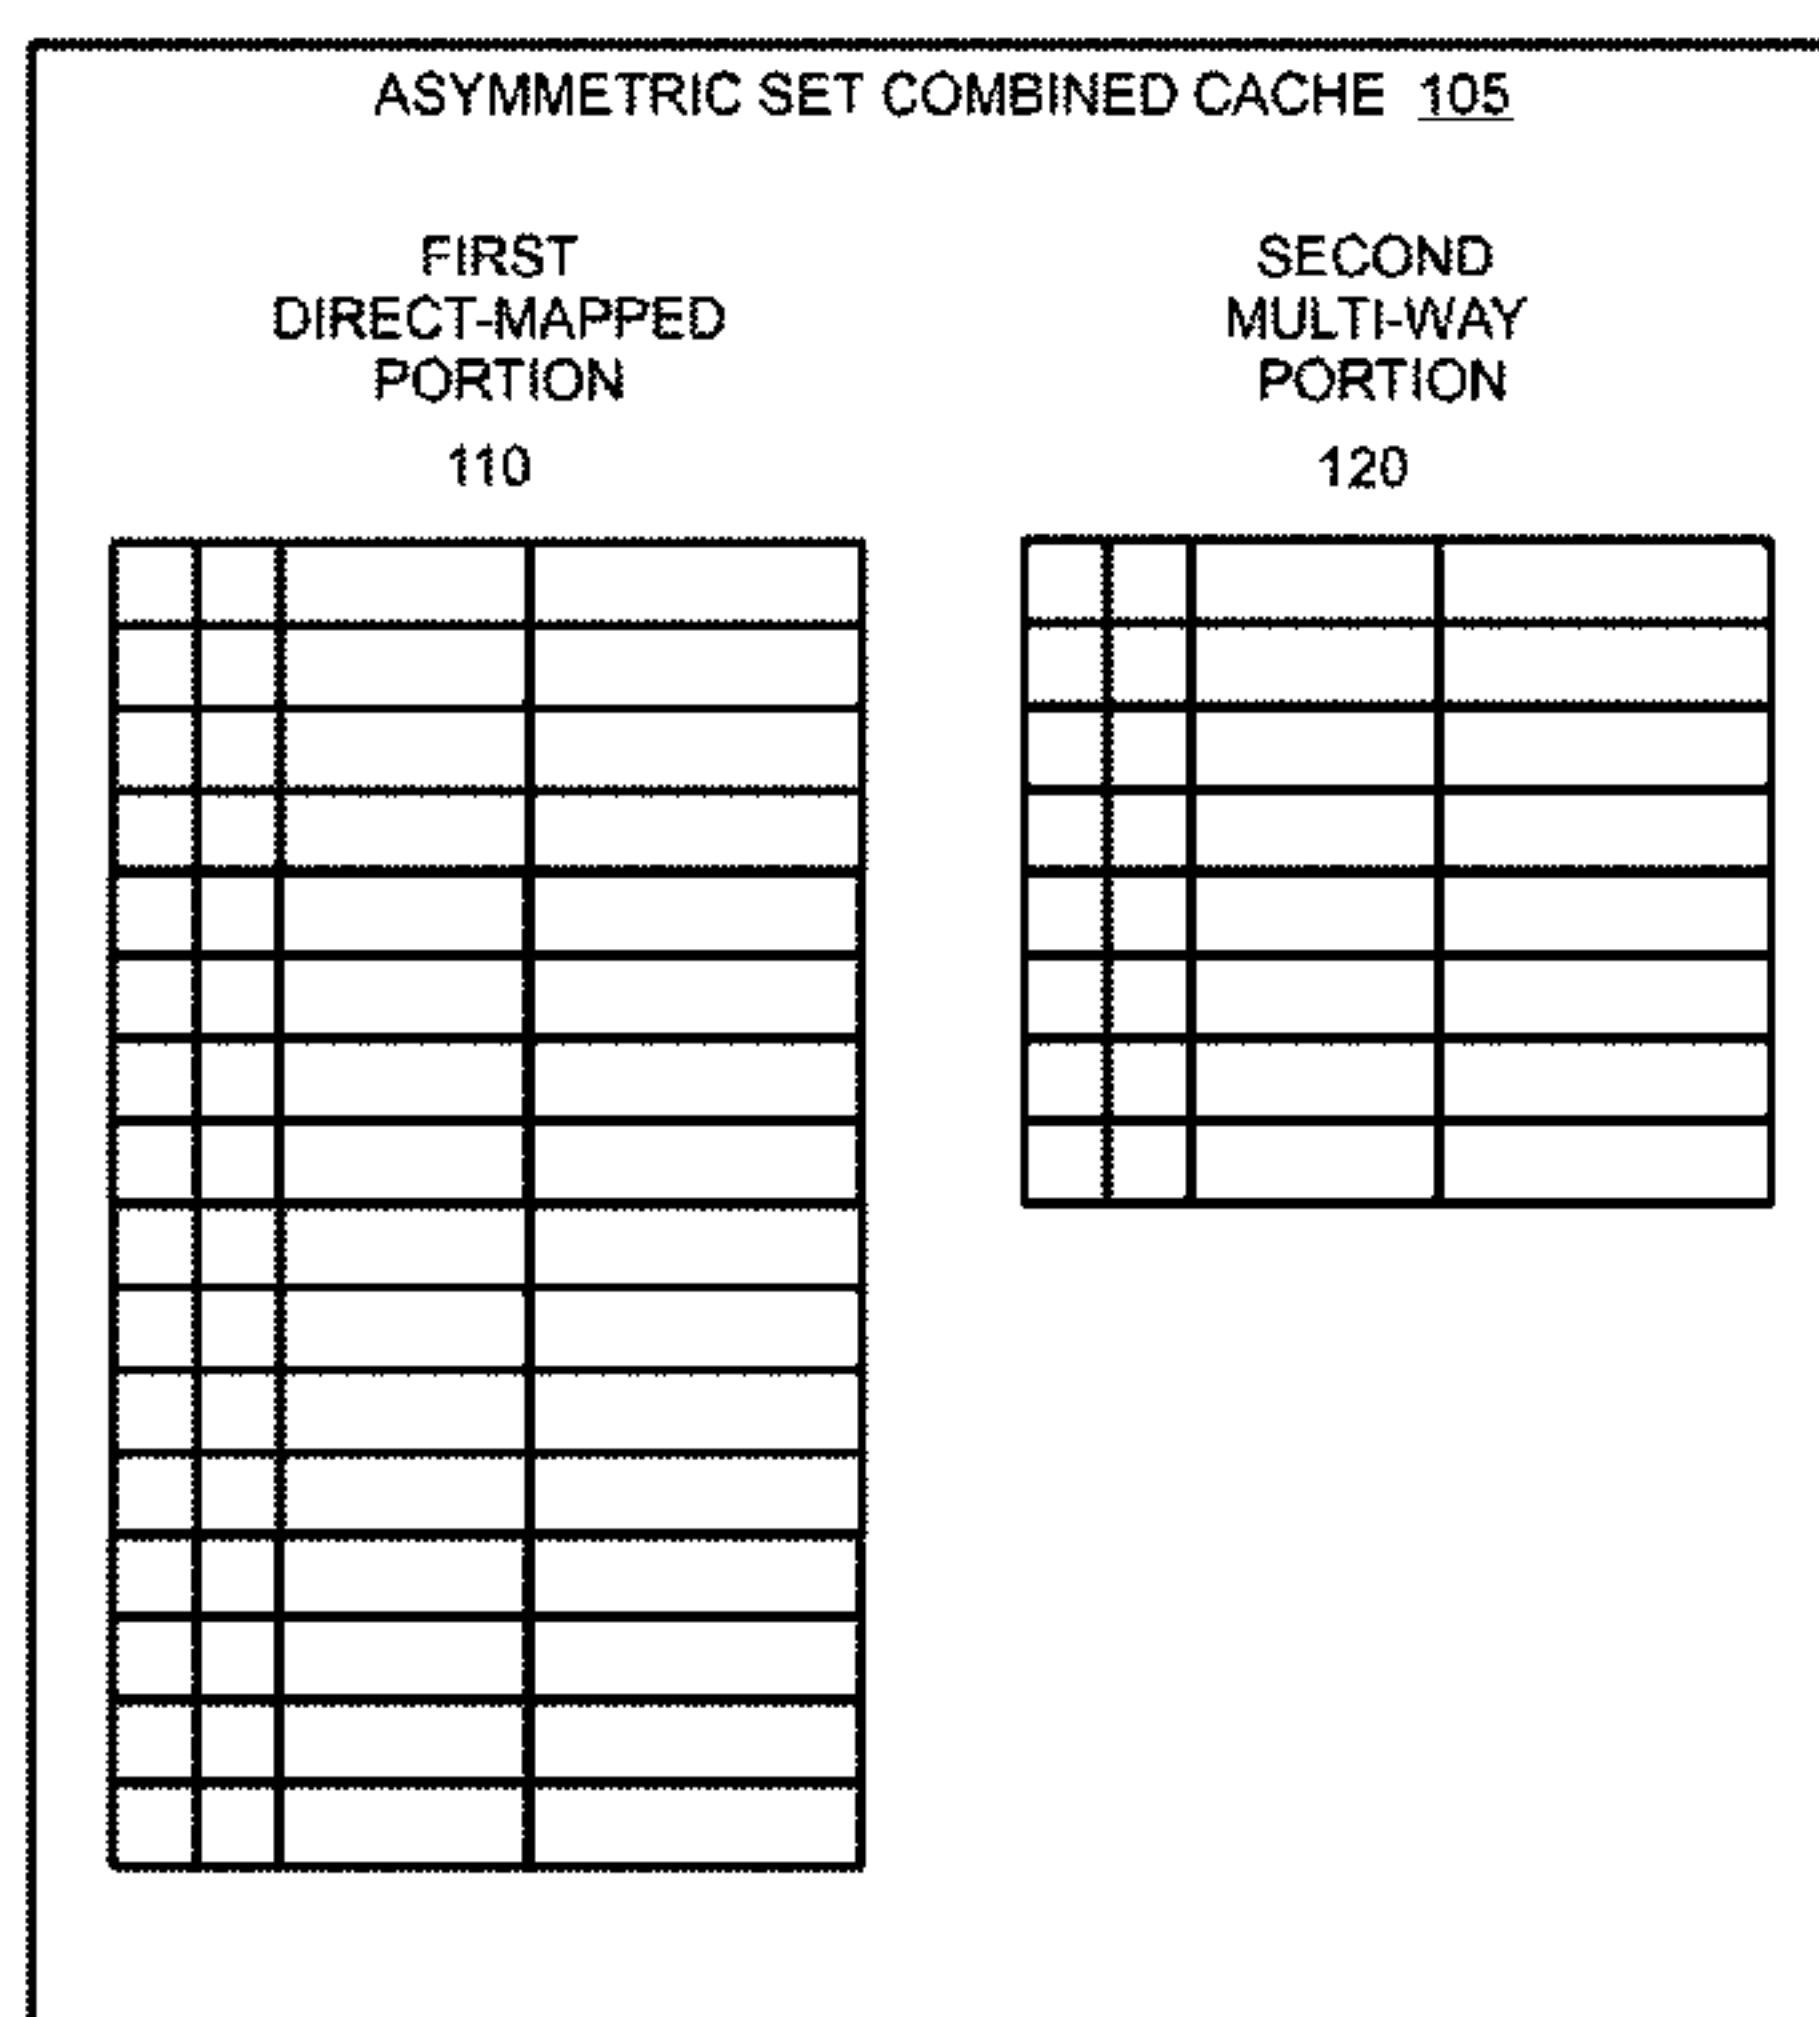 ASYMMETRIC SET COMBINED CACHE 105
FIRST
DIRECT-MAPPED
PORTION
110
SECOND
MULTI-WAY
PORTION
120